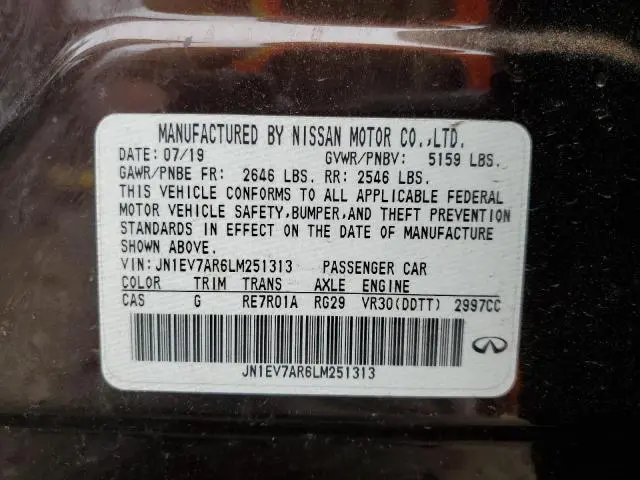 MANUFACTURED BY NISSAN MOTOR CO.,LTD.
DATE: 07/19 GVWR/PNBV: 5159 LBS.
GAWR/PNBE FR: 2646 LBS. RR: 2546 LBS.
THIS VEHICLE CONFORMS TO ALL APPLICABLE FEDERAL
MOTOR VEHICLE SAFETY,BUMPER,AND THEFT PREVENTION
STANDARDS IN EFFECT ON THE DATE OF MANUFACTURE
SHOWN ABOVE.
VIN: JN1EV7AR6LM251313 PASSENGER CAR
COLOR TRIM TRANS AXLE ENGINE
CAS G RE7R01A RG29 VR30(DDTT) 2997CC
JN1EV7AR6LM251313